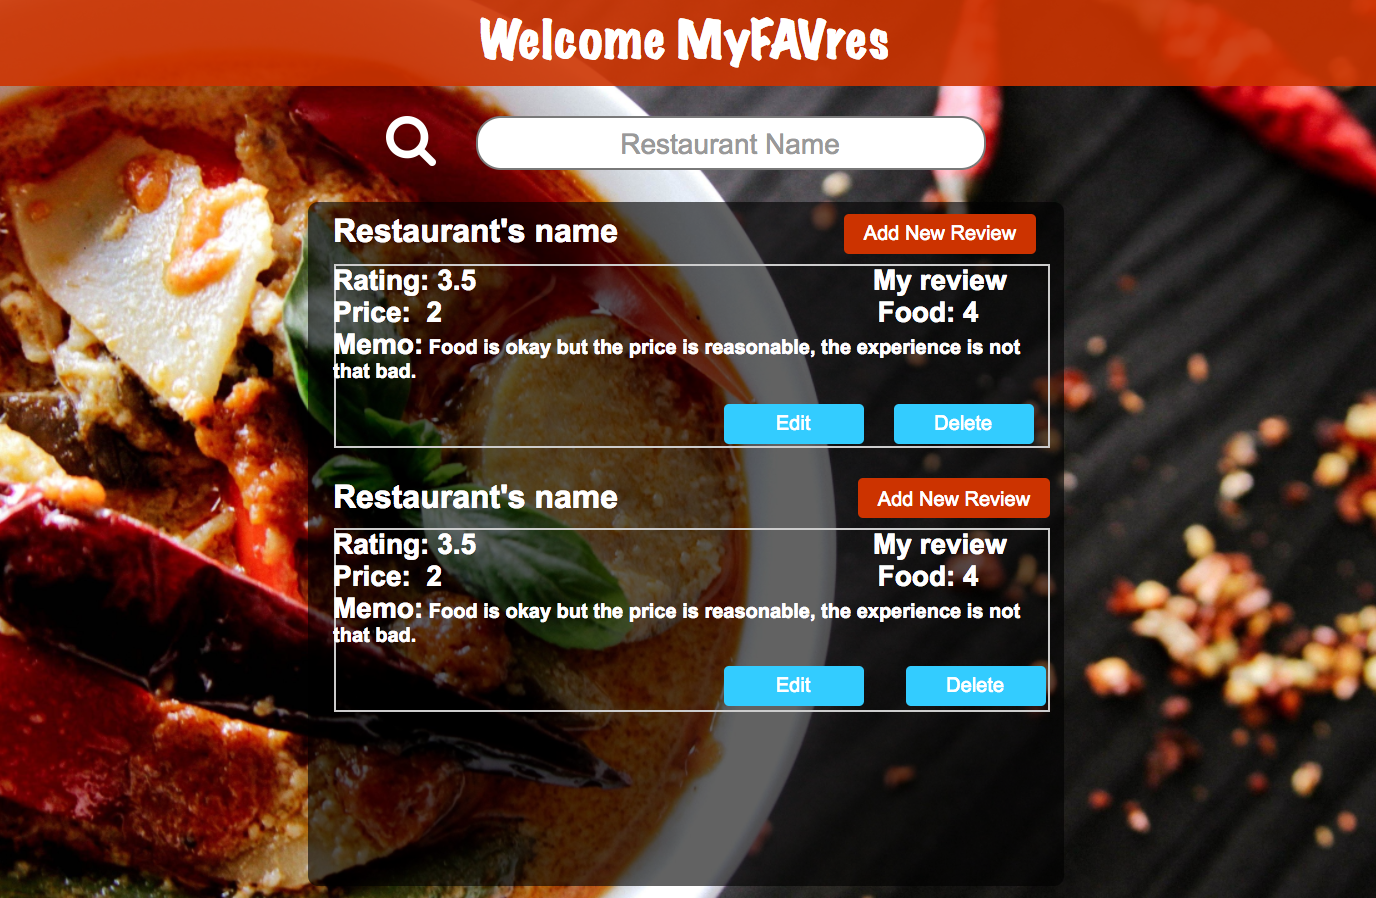 Welcome MyFAVres
Restaurant Name
Restaurant's name
Add New Review
Rating: 3.5
My review
Price: 2
Food: 4
Memo: Food is okay but the price is reasonable, the experience is not
that bad.
Edit
Delete
Restaurant's name
Add New Review
Rating: 3.5
My review
Price: 2
Food: 4
Memo: Food is okay but the price is reasonable, the experience is not
that bad.
Edit
Delete